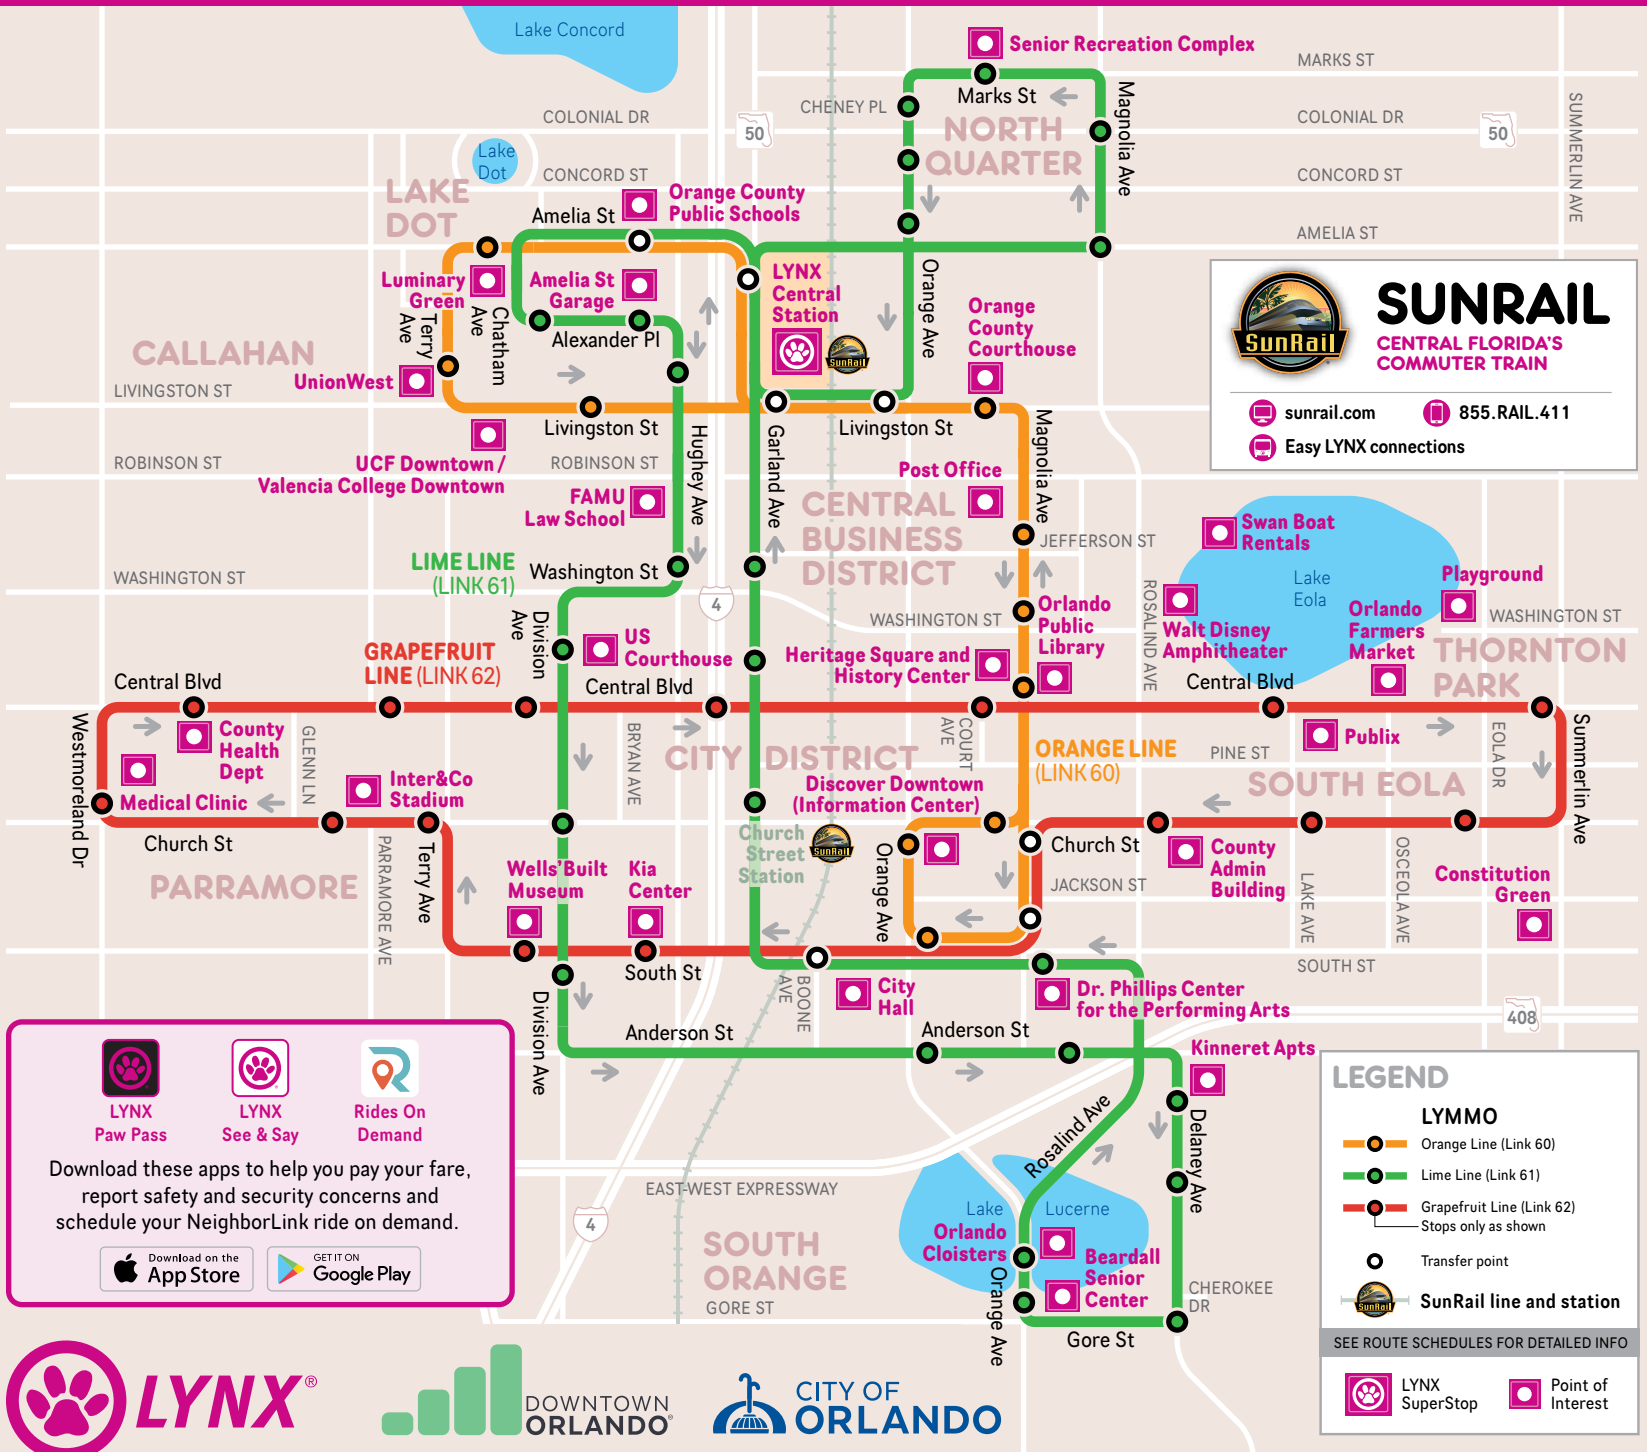 Lake Concord
Senior Recreation Complex
MARKS ST
Marks St
CHENEY PL
Magnolia Ave
SUMMERLIN AVE
COLONIAL DR
50
NORTH
QUARTER
COLONIAL DR
50
Lake
Dot
CONCORD ST
CONCORD ST
LAKE
DOT
Orange County
Public Schools
Amelia St
AMELIA ST
Luminary
Green
Amelia St
Garage
LYNX
Central
Station
SunRail
Orange Ave
Orange
County
Courthouse
Terry
Ave
Chatham
Ave
Alexander Pl
CALLAHAN
UnionWest
LIVINGSTON ST
Livingston St
Livingston St
SunRail
SUNRAIL
CENTRAL FLORIDA'S
COMMUTER TRAIN
sunrail.com
855.RAIL.411
Easy LYNX connections
Hughey Ave
Garland Ave
Magnolia Ave
ROBINSON ST
ROBINSON ST
UCF Downtown /
Valencia College Downtown
FAMU
Law School
Post Office
CENTRAL
BUSINESS
DISTRICT
JEFFERSON ST
Swan Boat
Rentals
Lake
Eola
Playground
LIME LINE
(LINK 61)
Washington St
WASHINGTON ST
4
WASHINGTON ST
WASHINGTON ST
ROSALIND AVE
Walt Disney
Amphitheater
Orlando
Farmers
Market
THORNTON
PARK
Division
Ave
US
Courthouse
Orlando
Public
Library
Heritage Square and
History Center
GRAPEFRUIT
LINE (LINK 62)
Central Blvd
Central Blvd
Central Blvd
Westmoreland Dr
County
Health
Dept
GLENN LN
BRYAN AVE
CITY DISTRICT
COURT
AVE
ORANGE LINE
(LINK 60)
PINE ST
Publix
EOLA DR
Summerlin Ave
SOUTH EOLA
Medical Clinic
Inter&Co
Stadium
Discover Downtown
(Information Center)
Church St
Church
Street
Station
SunRail
Church St
PARRAMORE AVE
Terry Ave
PARRAMORE
Wells'Built
Museum
Kia
Center
Orange Ave
JACKSON ST
County
Admin
Building
LAKE AVE
OSCEOLA AVE
Constitution
Green
South St
SOUTH ST
BOONE
AVE
City
Hall
Dr. Phillips Center
for the Performing Arts
408
Division Ave
Anderson St
Anderson St
Kinneret Apts
LYNX
Paw Pass
LYNX
See & Say
Rides On
Demand
Download these apps to help you pay your fare,
report safety and security concerns and
schedule your NeighborLink ride on demand.
Download on the
App Store
GET IT ON
Google Play
Rosalind Ave
Delaney Ave
EAST-WEST EXPRESSWAY
4
Lake
Lucerne
Orlando
Cloisters
Beardall
Senior
Center
SOUTH
ORANGE
GORE ST
Orange Ave
Gore St
CHEROKEE
DR
LEGEND
LYMMO
Orange Line (Link 60)
Lime Line (Link 61)
Grapefruit Line (Link 62)
Stops only as shown
Transfer point
SunRail
SunRail line and station
SEE ROUTE SCHEDULES FOR DETAILED INFO
LYNX
SuperStop
Point of
Interest
LYNX®
DOWNTOWN
ORLANDO®
CITY OF
ORLANDO